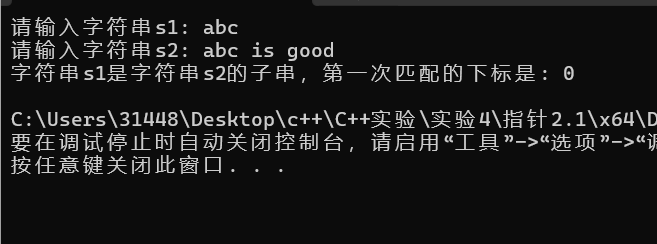 请输入字符串s1: abc
请输入字符串s2: abc is good
字符串s1是字符串s2的子串, 第一次匹配的下标是: 0
C:\Users\31448\Desktop\c++\C++实验\实验4\指针2.1\x64\D
要在调试停止时自动关闭控制台, 请启用“工具”->“选项”->“调
按任意键关闭此窗口. . .